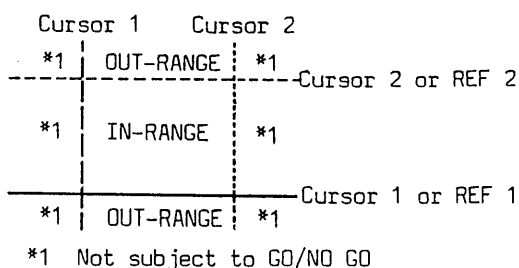 Cursor 1 Cursor 2
*1 OUT-RANGE *1
Cursor 2 or REF 2
*1 IN-RANGE *1
Cursor 1 or REF 1
*1 OUT-RANGE *1
*1 Not subject to GO/NO GO